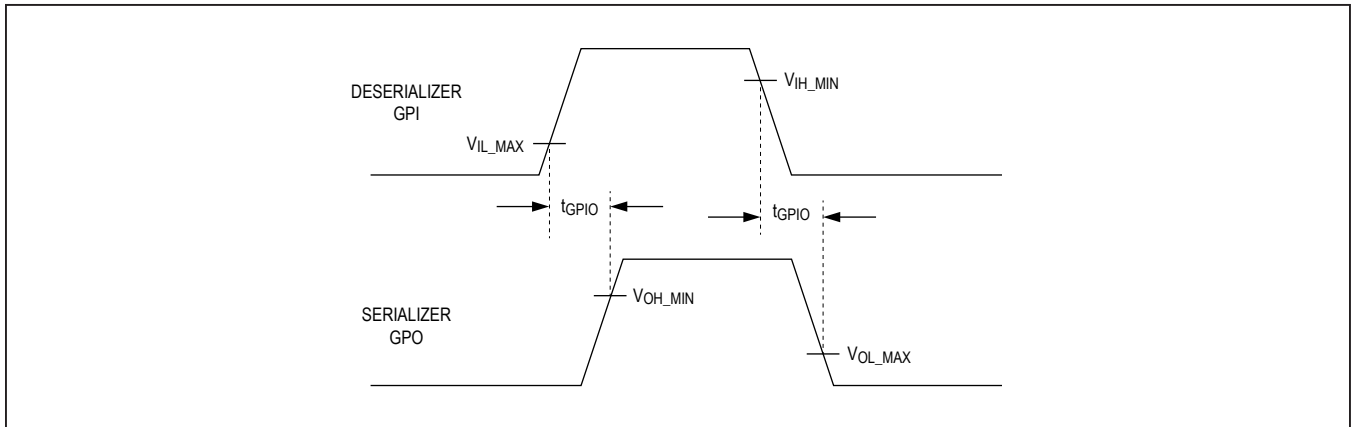 DESERIALIZER
GPI
VIH_MIN
VIL_MAX
tGPIO
tGPIO
SERIALIZER
GPO
VOH_MIN
VOL_MAX